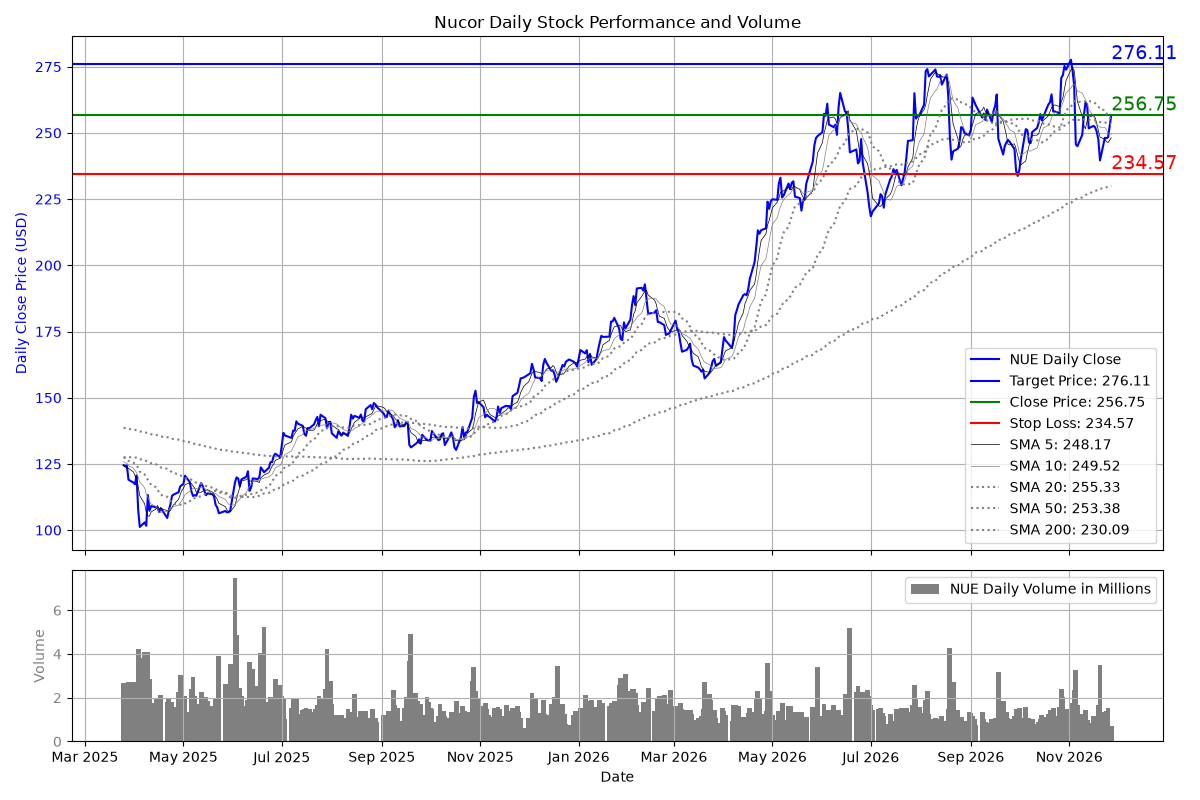 Nucor Daily Stock Performance and Volume
276.11
256.75
234.57
275
250
225
200
175
150
125
100
Daily Close Price (USD)
NUE Daily Close
Target Price: 276.11
Close Price: 256.75
Stop Loss: 234.57
SMA 5: 248.17
SMA 10: 249.52
SMA 20: 255.33
SMA 50: 253.38
SMA 200: 230.09
NUE Daily Volume in Millions
6
4
2
0
Volume
Mar 2025
May 2025
Jul 2025
Sep 2025
Nov 2025
Jan 2026
Mar 2026
May 2026
Jul 2026
Sep 2026
Nov 2026
Date